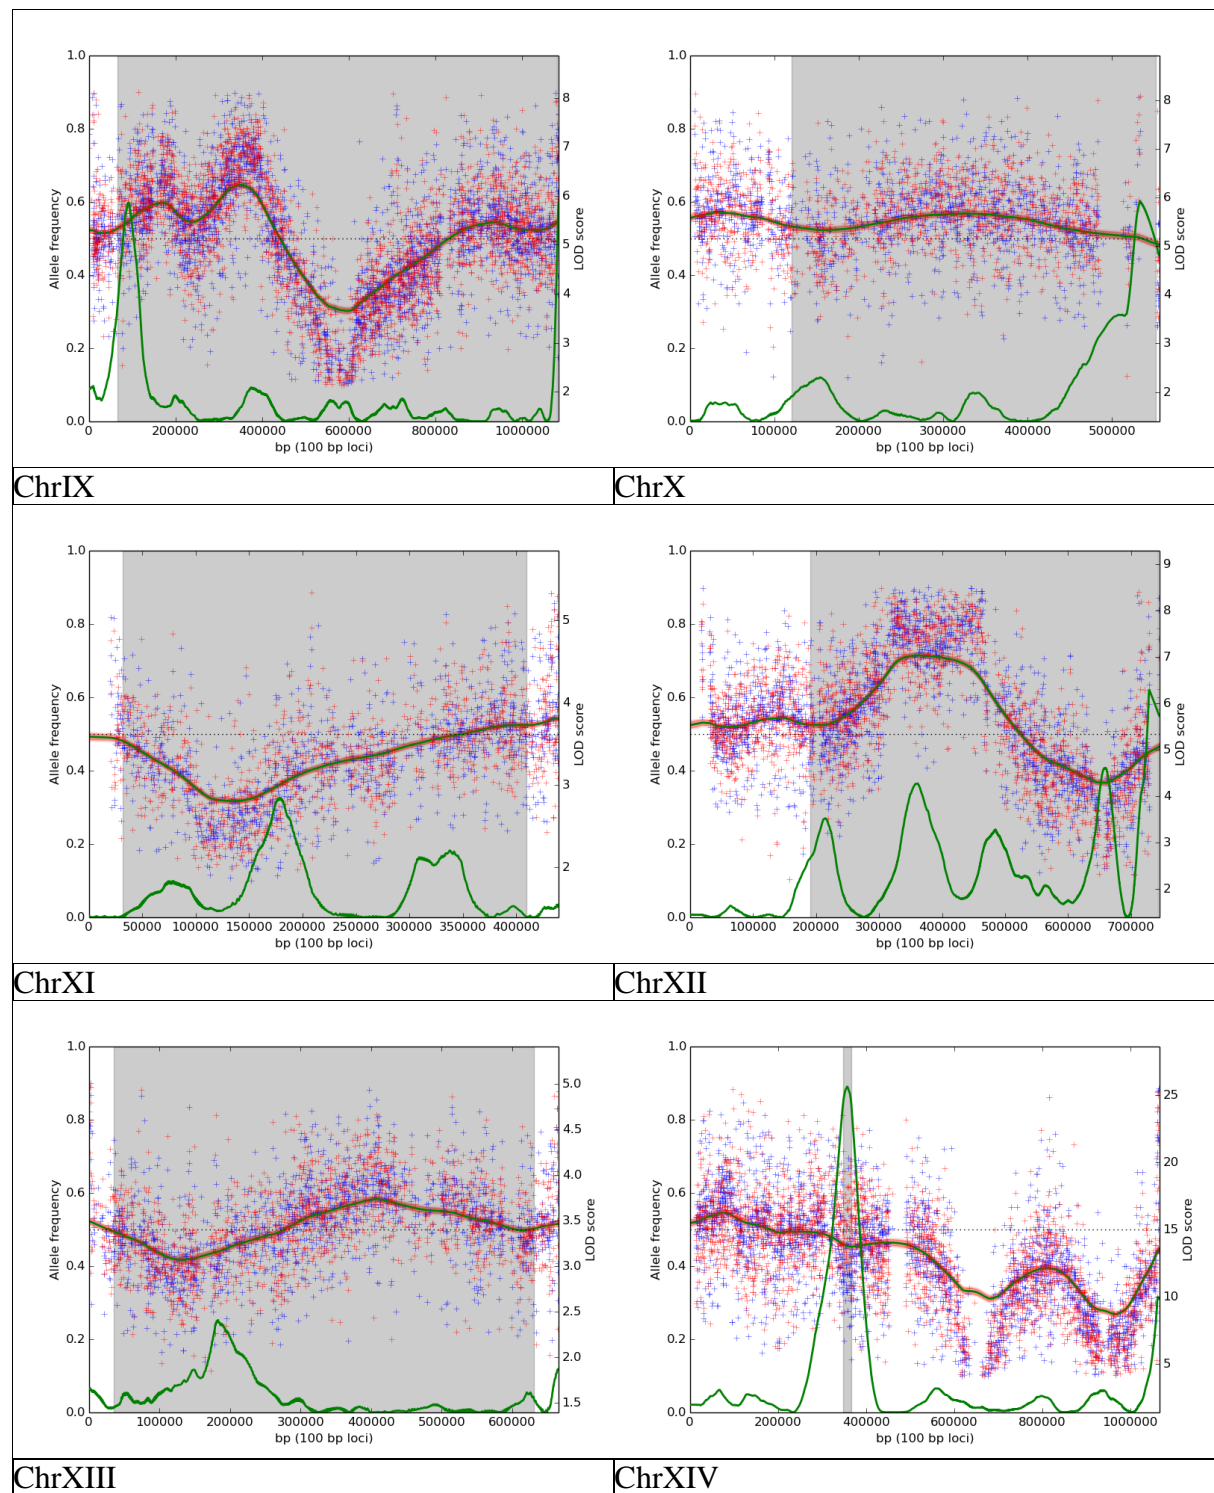 1.0
0.8
0.6
0.4
0.2
0.0
Allele frequency
8
7
6
5
4
3
2
LOD score
0 200000 400000 600000 800000 1000000
bp (100 bp loci)
1.0
0.8
0.6
0.4
0.2
0.0
Allele frequency
8
7
6
5
4
3
2
LOD score
0 100000 200000 300000 400000 500000
bp (100 bp loci)
ChrIX ChrX
1.0
0.8
0.6
0.4
0.2
0.0
Allele frequency
5
4
3
2
LOD score
0 50000 100000 150000 200000 250000 300000 350000 400000
bp (100 bp loci)
1.0
0.8
0.6
0.4
0.2
0.0
Allele frequency
9
8
7
6
5
4
3
2
LOD score
0 100000 200000 300000 400000 500000 600000 700000
bp (100 bp loci)
ChrXI ChrXII
1.0
0.8
0.6
0.4
0.2
0.0
Allele frequency
5.0
4.5
4.0
3.5
3.0
2.5
2.0
1.5
LOD score
0 100000 200000 300000 400000 500000 600000
bp (100 bp loci)
1.0
0.8
0.6
0.4
0.2
0.0
Allele frequency
25
20
15
10
5
LOD score
0 200000 400000 600000 800000 1000000
bp (100 bp loci)
ChrXIII ChrXIV